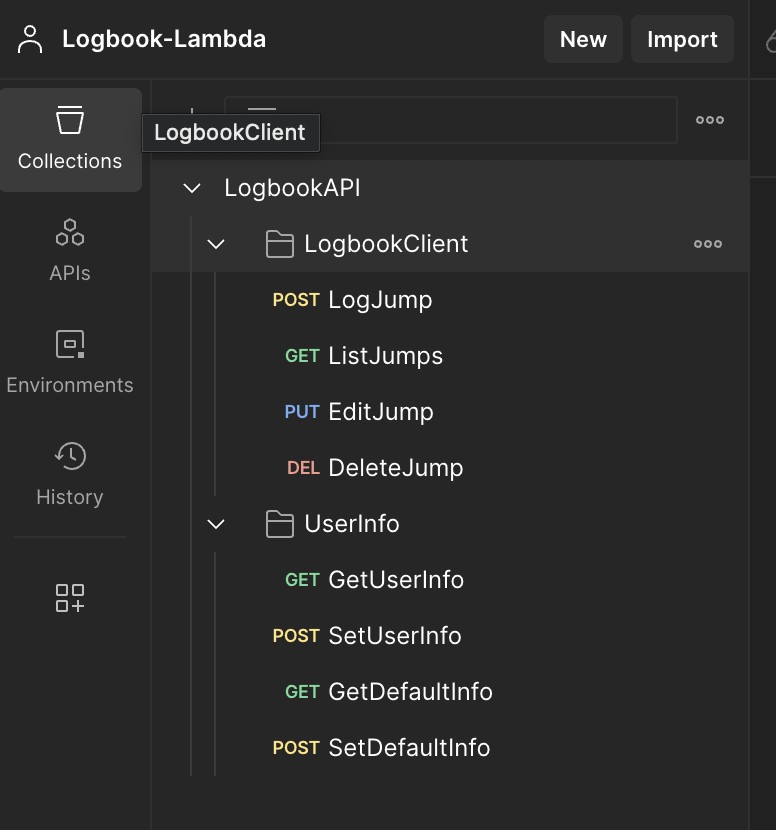 Logbook-Lambda
New
Import
Collections
LogbookClient
LogbookAPI
LogbookClient
APIs
POST LogJump
GET ListJumps
Environments
PUT EditJump
DEL DeleteJump
History
UserInfo
GET GetUserInfo
POST SetUserInfo
GET GetDefaultInfo
POST SetDefaultInfo